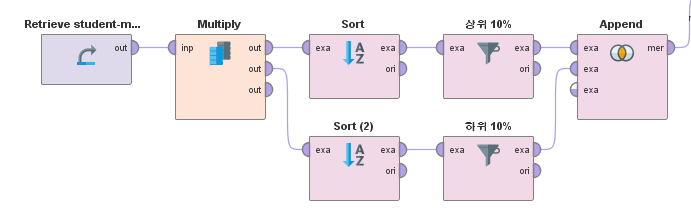 Retrieve student-m...
Multiply
Sort
상위 10%
Append
out
inp
out
exa
exa
exa
exa
exa
mer
out
ori
ori
exa
out
exa
Sort (2)
하위 10%
exa
exa
exa
exa
ori
ori